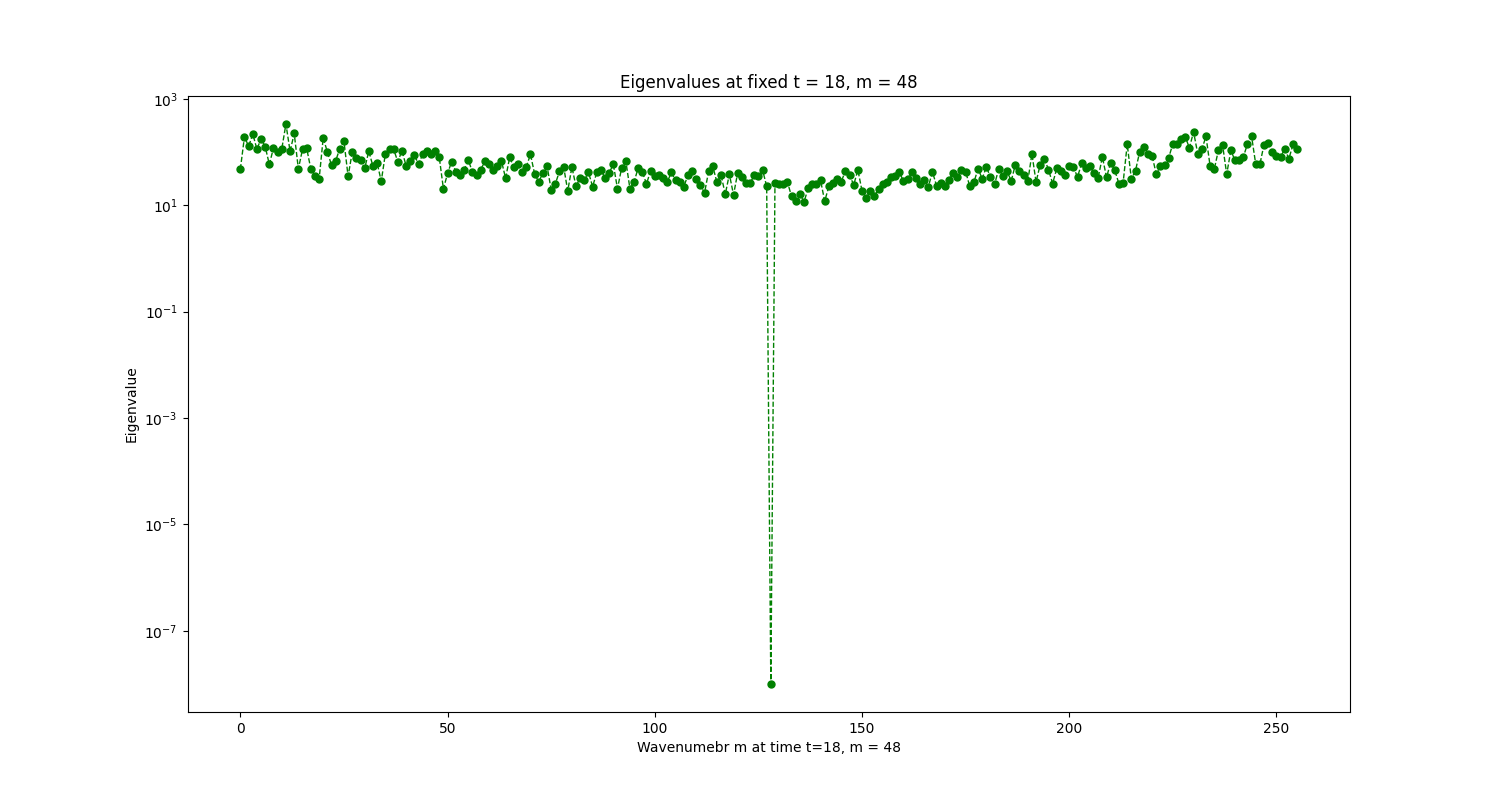 Eigenvalues at fixed t = 18, m = 48
10³
10¹
10⁻¹
10⁻³
10⁻⁵
10⁻⁷
Eigenvalue
0 50 100 150 200 250
Wavenumebr m at time t=18, m = 48